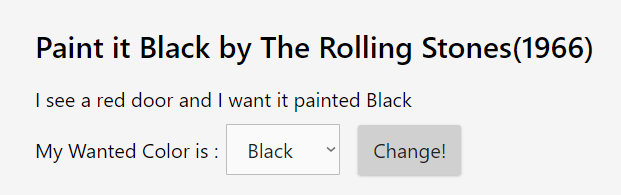 Paint it Black by The Rolling Stones(1966)
I see a red door and I want it painted Black
My Wanted Color is : Black Change!